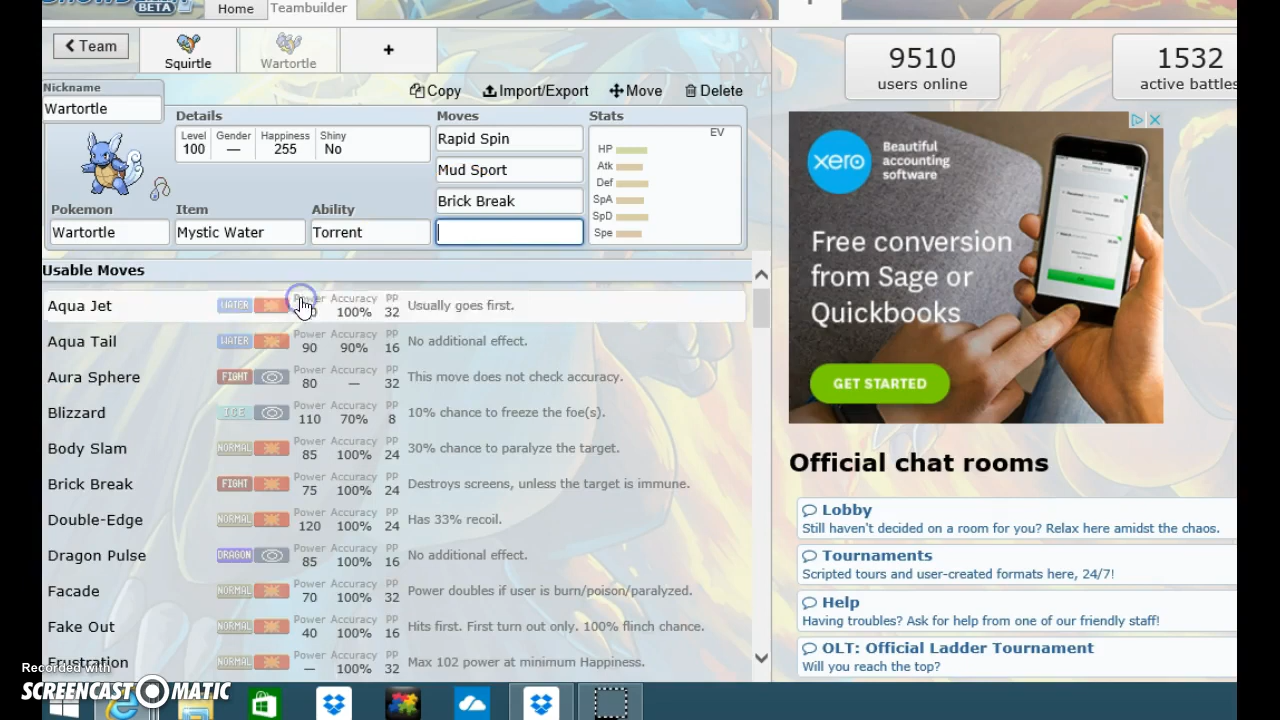 BETA
Home
Teambuilder
Team
Squirtle
Wartortle
+
9510
users online
1532
active battles
Nickname
Wartortle
Copy
Import/Export
Move
Delete
Details
Level
100
Gender
—
Happiness
255
Shiny
No
Moves
Rapid Spin
Mud Sport
Brick Break
Stats
EV
HP
Atk
Def
SpA
SpD
Spe
Pokemon
Wartortle
Item
Mystic Water
Ability
Torrent
Usable Moves
Aqua Jet WATER Accuracy 100% PP 32 Usually goes first.
Aqua Tail WATER Power 90 Accuracy 90% PP 16 No additional effect.
Aura Sphere FIGHT Power 80 Accuracy — PP 32 This move does not check accuracy.
Blizzard ICE Power 110 Accuracy 70% PP 8 10% chance to freeze the foe(s).
Body Slam NORMAL Power 85 Accuracy 100% PP 24 30% chance to paralyze the target.
Brick Break FIGHT Power 75 Accuracy 100% PP 24 Destroys screens, unless the target is immune.
Double-Edge NORMAL Power 120 Accuracy 100% PP 24 Has 33% recoil.
Dragon Pulse DRAGON Power 85 Accuracy 100% PP 16 No additional effect.
Facade NORMAL Power 70 Accuracy 100% PP 32 Power doubles if user is burn/poison/paralyzed.
Fake Out NORMAL Power 40 Accuracy 100% PP 16 Hits first. First turn out only. 100% flinch chance.
Frustration NORMAL Power — Accuracy 100% PP 32 Max 102 power at minimum Happiness.
xero
Beautiful
accounting
software
Free conversion
from Sage or
Quickbooks
GET STARTED
Official chat rooms
Lobby
Still haven't decided on a room for you? Relax here amidst the chaos.
Tournaments
Scripted tours and user-created formats here, 24/7!
Help
Having troubles? Ask for help from one of our friendly staff!
OLT: Official Ladder Tournament
Will you reach the top?
Recorded with
SCREENCAST MATIC